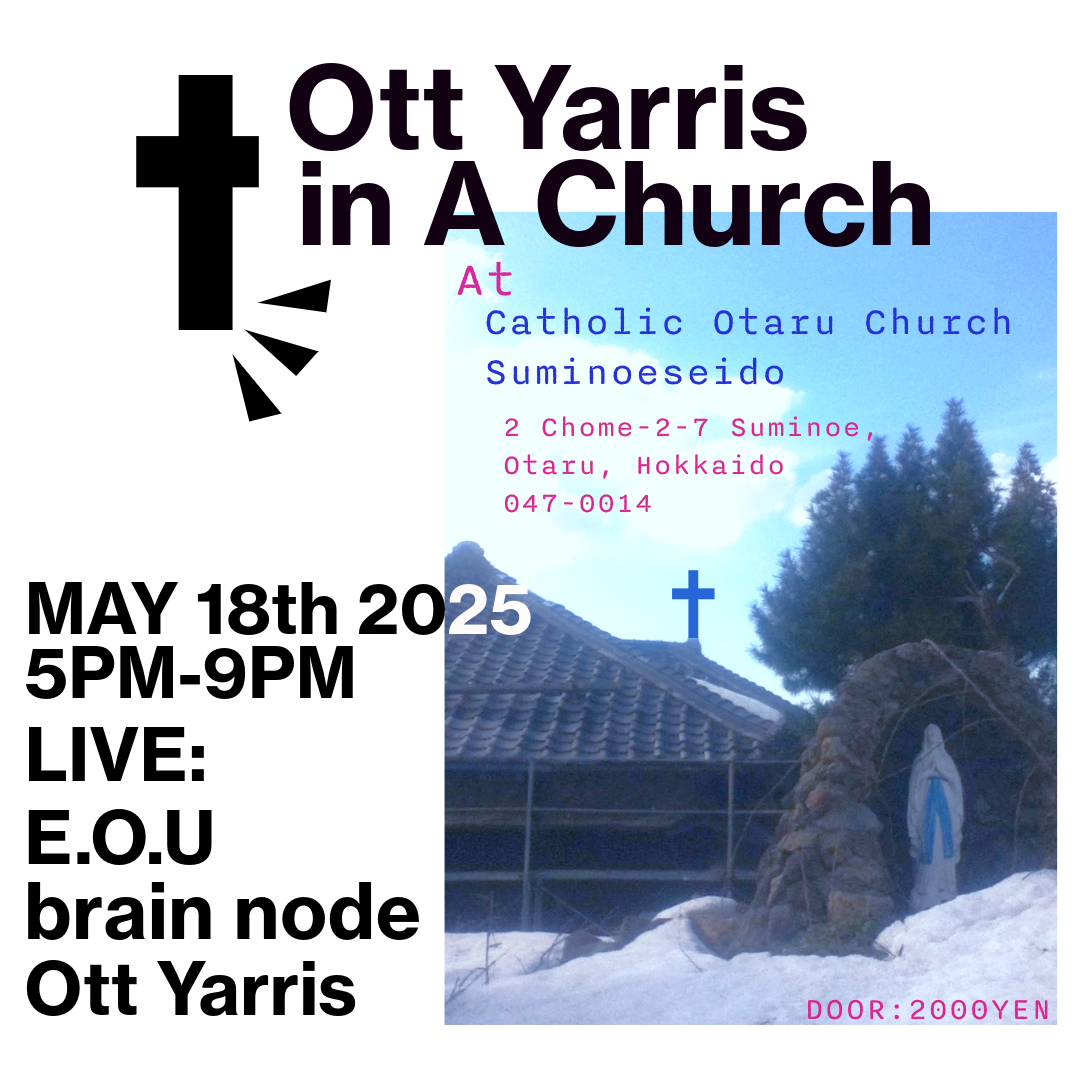 Ott Yarris
in A Church
At
Catholic Otaru Church
Suminoeseido
2 Chome-2-7 Suminoe,
Otaru, Hokkaido
047-0014
MAY 18th 2025
5PM-9PM
LIVE:
E.O.U
brain node
Ott Yarris
DOOR:2000YEN